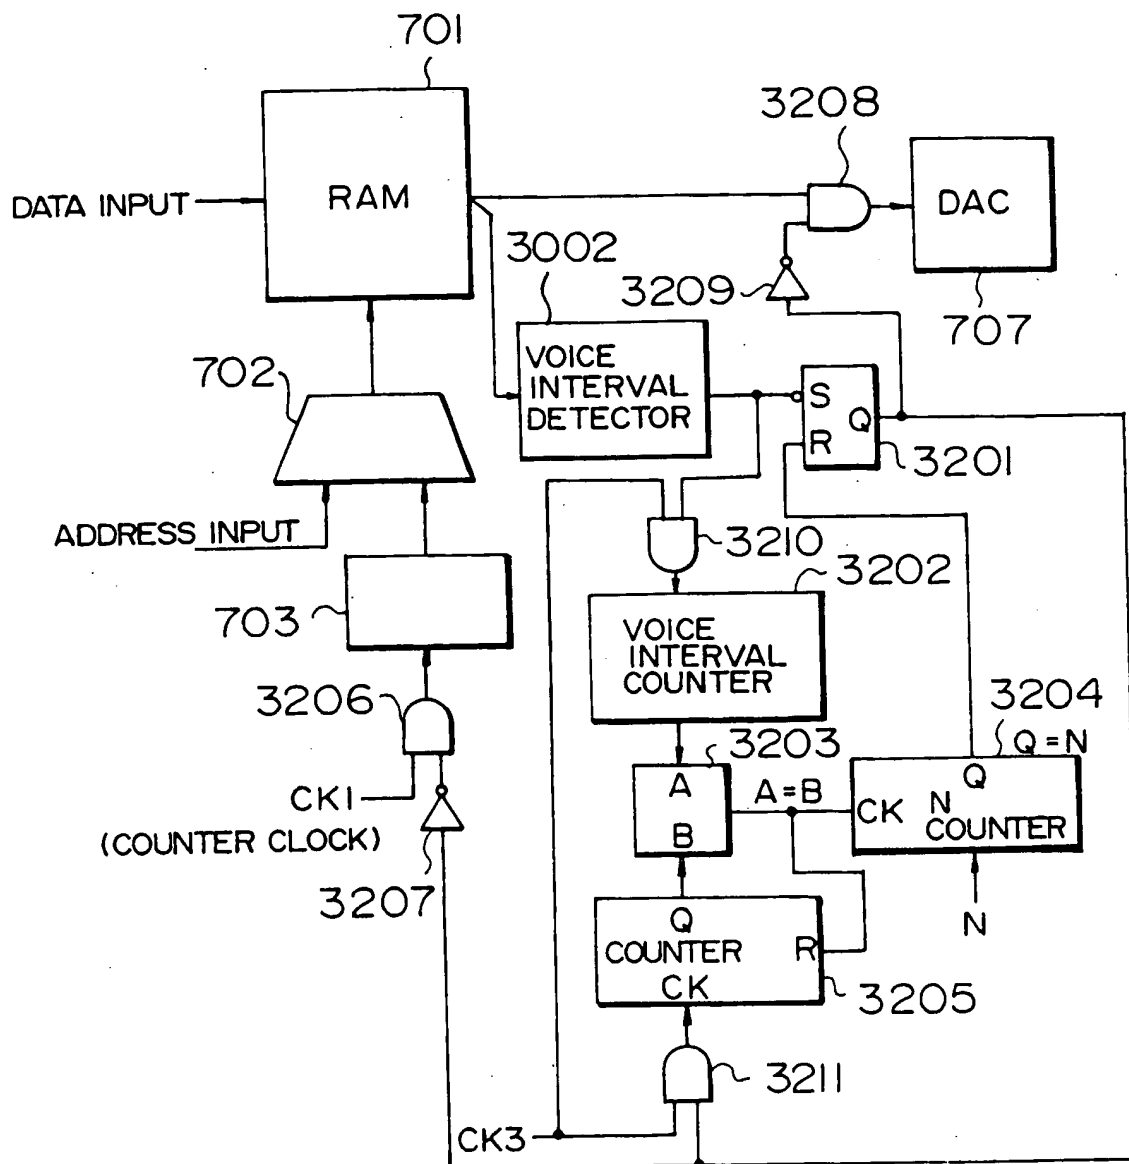 701
3208
DATA INPUT
RAM
DAC
3002
3209
707
VOICE
INTERVAL
DETECTOR
702
S
Q
R
3201
ADDRESS INPUT
3210
3202
703
VOICE
INTERVAL
COUNTER
3206
3204
Q=N
3203
CK1
A
A=B
Q
CK N
COUNTER
(COUNTER CLOCK)
B
3207
N
Q
COUNTER R
CK
3205
3211
CK3